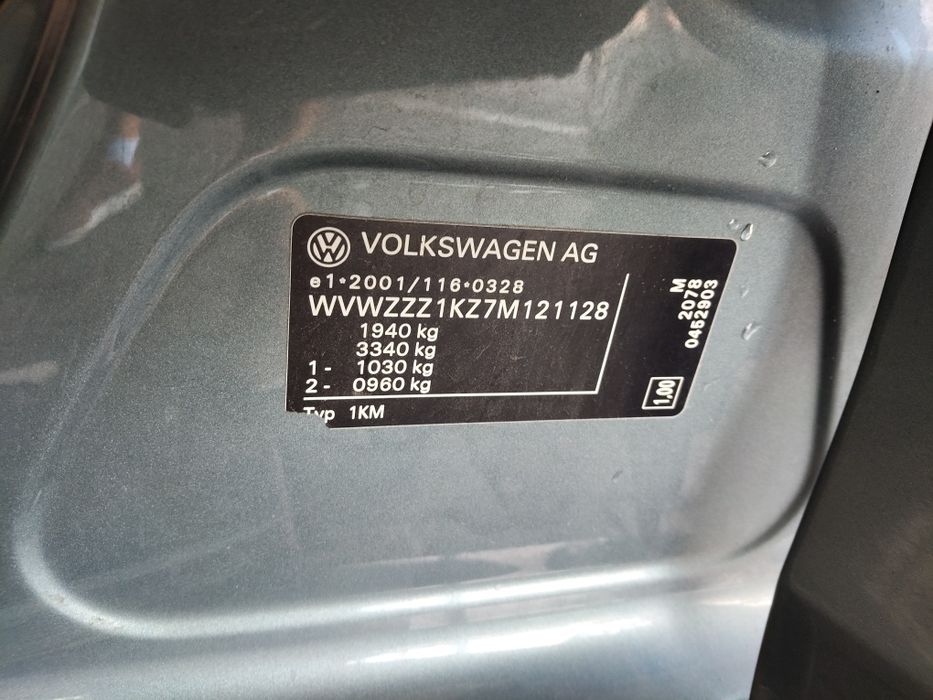 VOLKSWAGEN AG
e1*2001/116*0328
WVWZZZ1KZ7M121128
1940 kg
3340 kg
1 - 1030 kg
2 - 0960 kg
Typ 1KM
M
2078
0452903
1.00